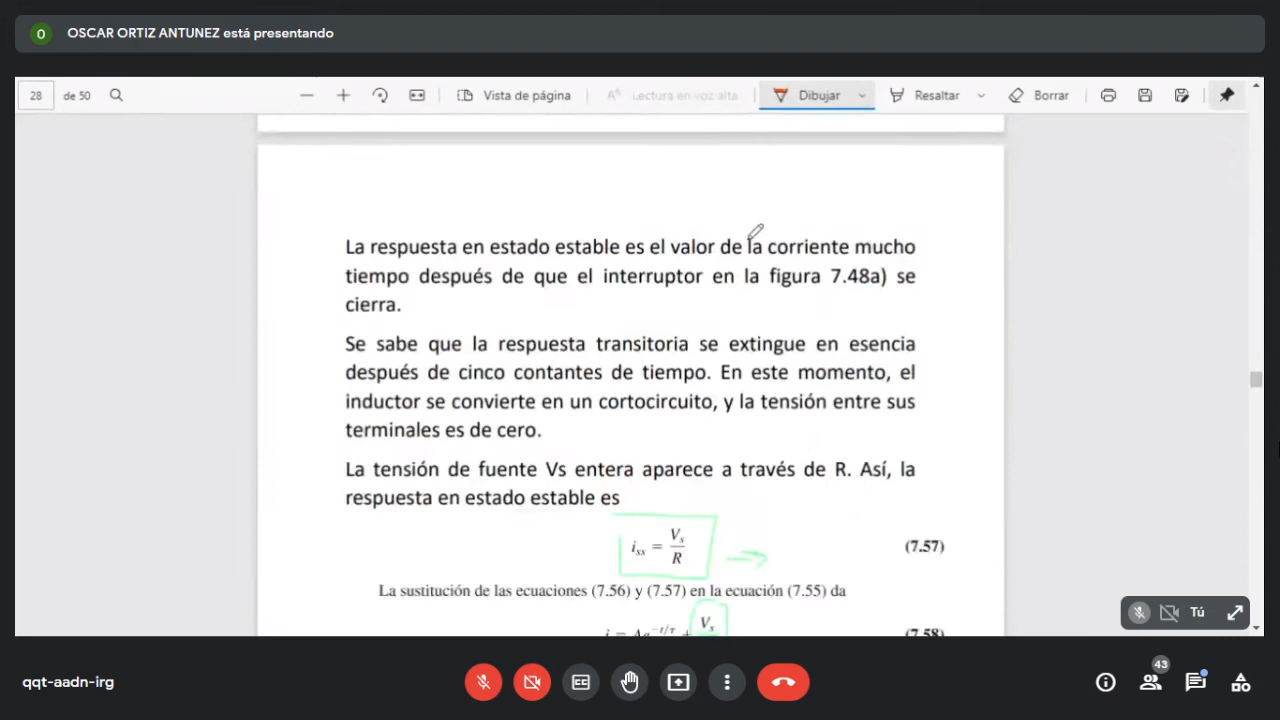 O OSCAR ORTIZ ANTUNEZ está presentando
28 de 50 Vista de página Lectura en voz alta Dibujar Resaltar Borrar
La respuesta en estado estable es el valor de la corriente mucho
tiempo después de que el interruptor en la figura 7.48a) se
cierra.
Se sabe que la respuesta transitoria se extingue en esencia
después de cinco contantes de tiempo. En este momento, el
inductor se convierte en un cortocircuito, y la tensión entre sus
terminales es de cero.
La tensión de fuente Vs entera aparece a través de R. Así, la
respuesta en estado estable es
i_ss = V_s / R (7.57)
La sustitución de las ecuaciones (7.56) y (7.57) en la ecuación (7.55) da
i = Ae^−t/τ + V_s (7.58)
Tú
qqt-aadn-irg
43